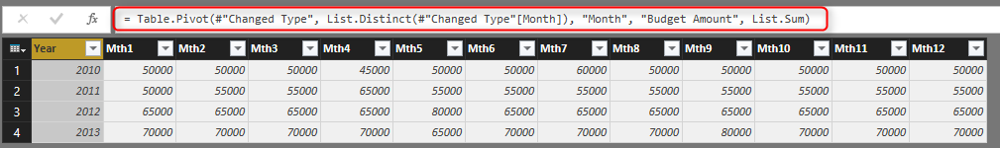 fx = Table.Pivot(#"Changed Type", List.Distinct(#"Changed Type"[Month]), "Month", "Budget Amount", List.Sum)
Year Mth1 Mth2 Mth3 Mth4 Mth5 Mth6 Mth7 Mth8 Mth9 Mth10 Mth11 Mth12
1 2010 50000 50000 50000 45000 50000 50000 60000 50000 50000 50000 50000 50000
2 2011 50000 55000 55000 65000 55000 55000 55000 55000 55000 55000 55000 55000
3 2012 65000 65000 65000 65000 80000 65000 65000 65000 65000 65000 65000 65000
4 2013 70000 70000 70000 70000 65000 70000 70000 70000 80000 70000 70000 70000